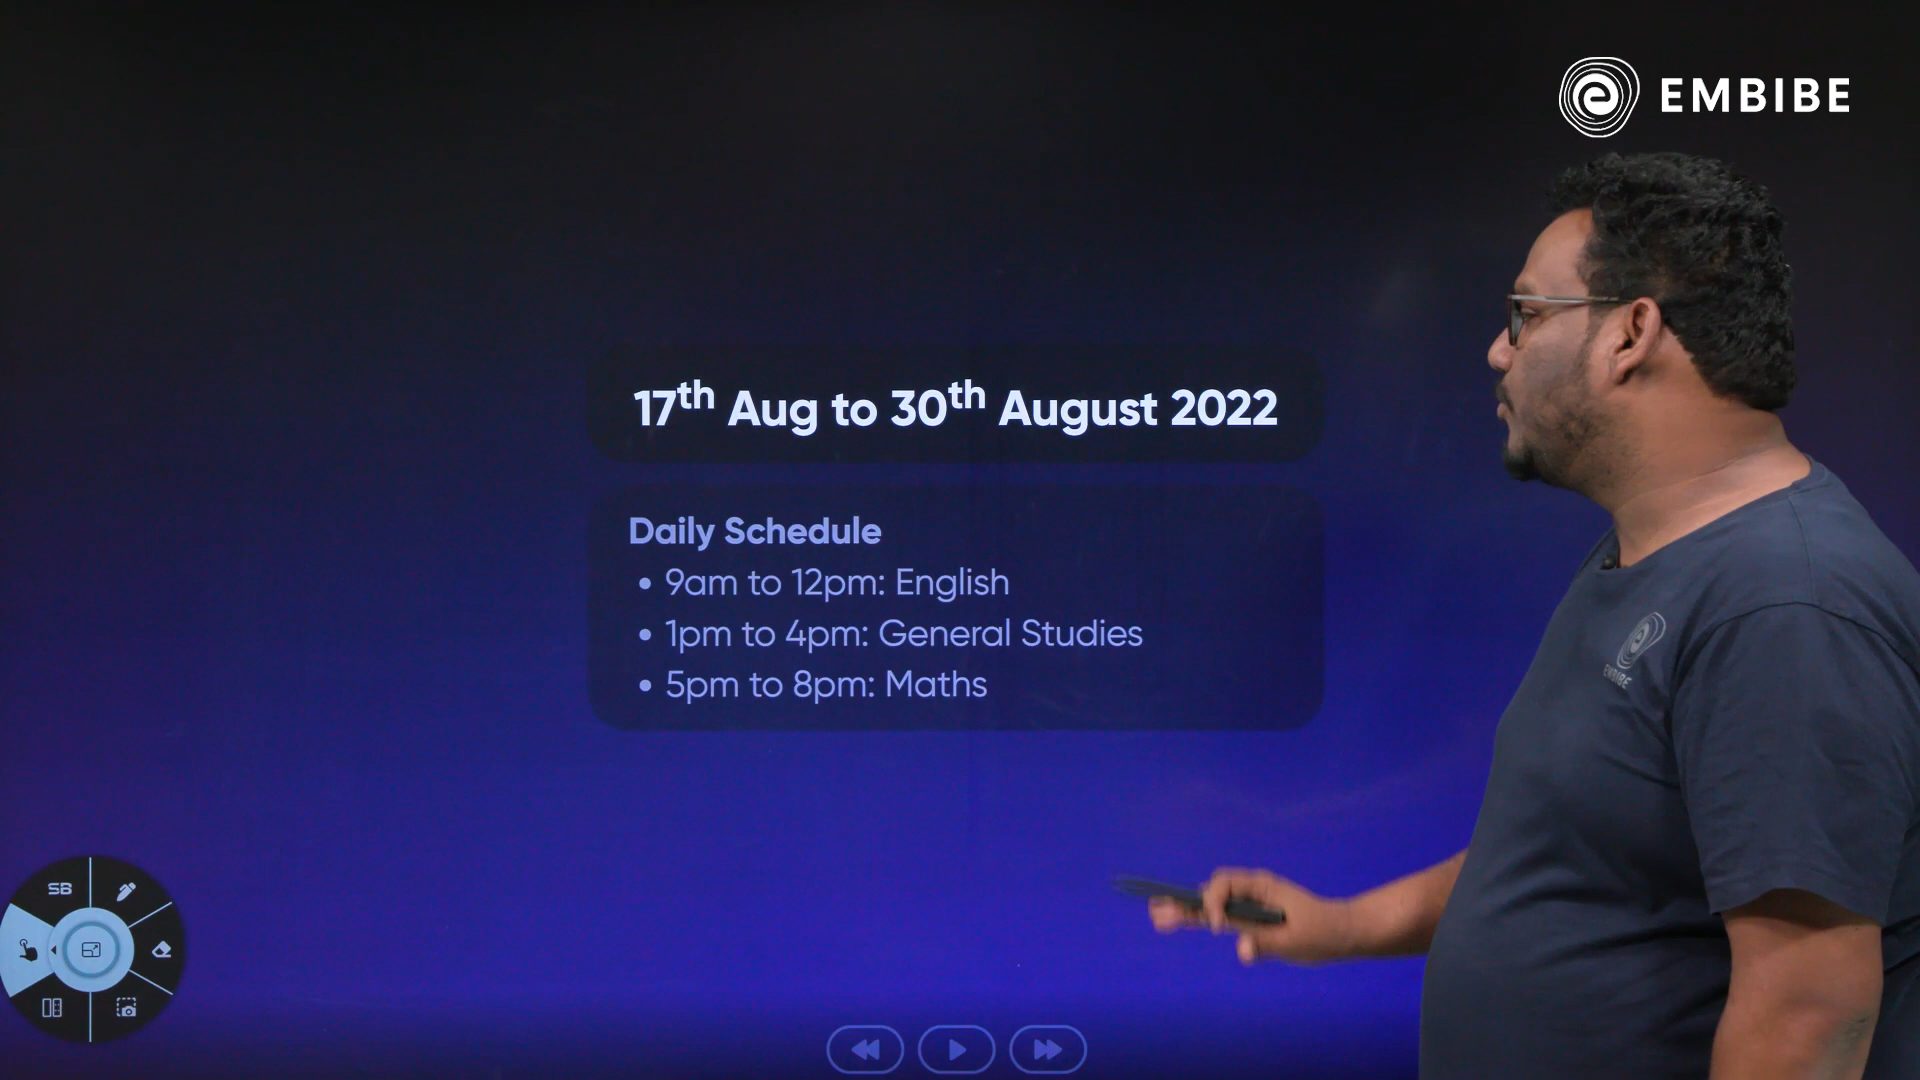 EMBIBE
17th Aug to 30th August 2022
Daily Schedule
• 9am to 12pm: English
• 1pm to 4pm: General Studies
• 5pm to 8pm: Maths
EMBIBE
SB